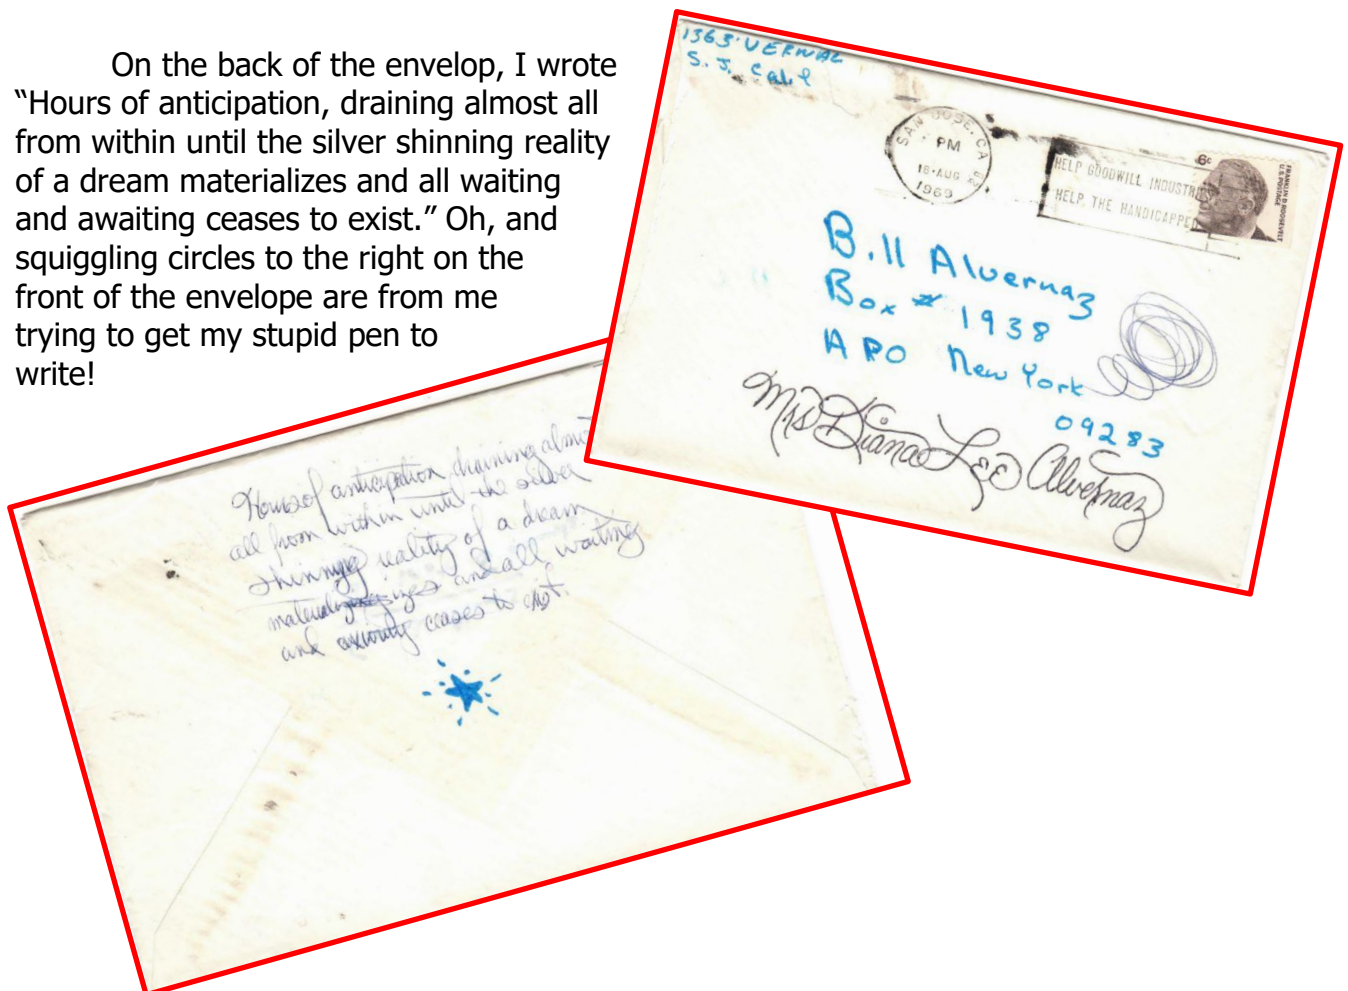 On the back of the envelop, I wrote
“Hours of anticipation, draining almost all
from within until the silver shinning reality
of a dream materializes and all waiting
and awaiting ceases to exist.” Oh, and
squiggling circles to the right on the
front of the envelope are from me
trying to get my stupid pen to
write!
1363 VERNAL
S. J. Calif
SAN JOSE, CA
PM
18 AUG
1969
HELP GOODWILL INDUSTRIES
HELP THE HANDICAPPED
6c
FRANKLIN D. ROOSEVELT
U.S. POSTAGE
Bill Alvernaz
Box # 1938
APO New York
09283
Mrs Diana Lee Alvernaz
Hours of anticipation, draining almost
all from within until the silver
shinning reality of a dream
materializes and all waiting
and ceases to exist.